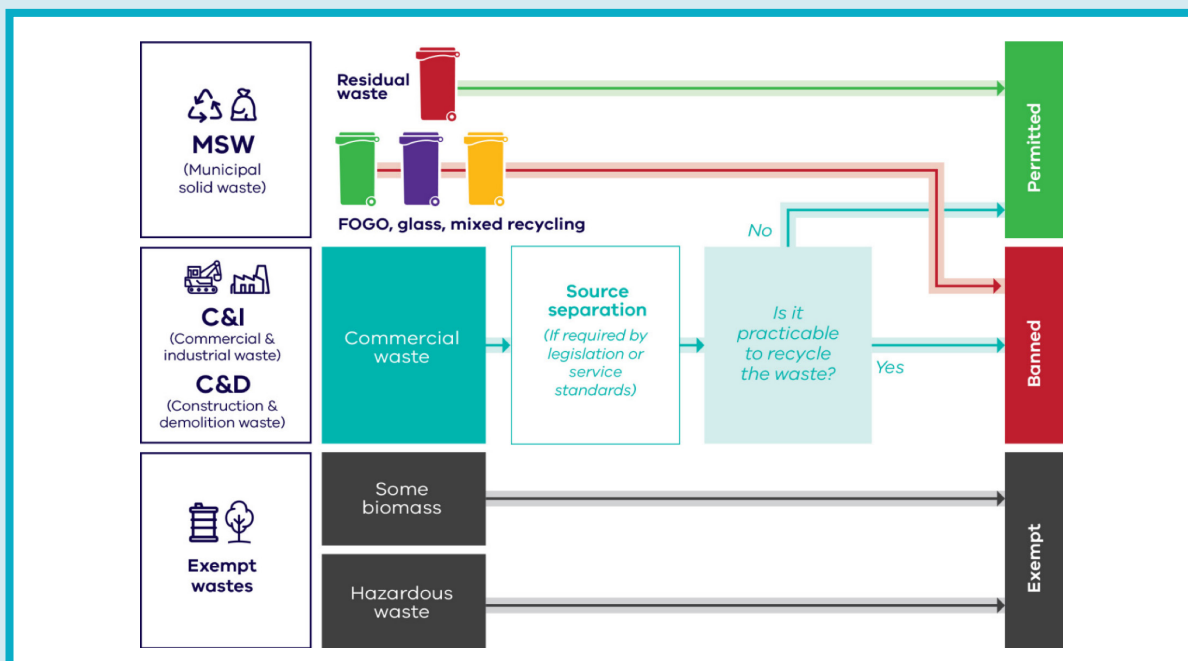 MSW
(Municipal
solid waste)
Residual
waste
FOGO, glass, mixed recycling
Permitted
C&I
(Commercial &
industrial waste)
C&D
(Construction &
demolition waste)
Commercial
waste
Source
separation
(If required by
legislation or
service
standards)
Is it
practicable
to recycle
the waste?
No
Yes
Banned
Exempt
wastes
Some
biomass
Hazardous
waste
Exempt